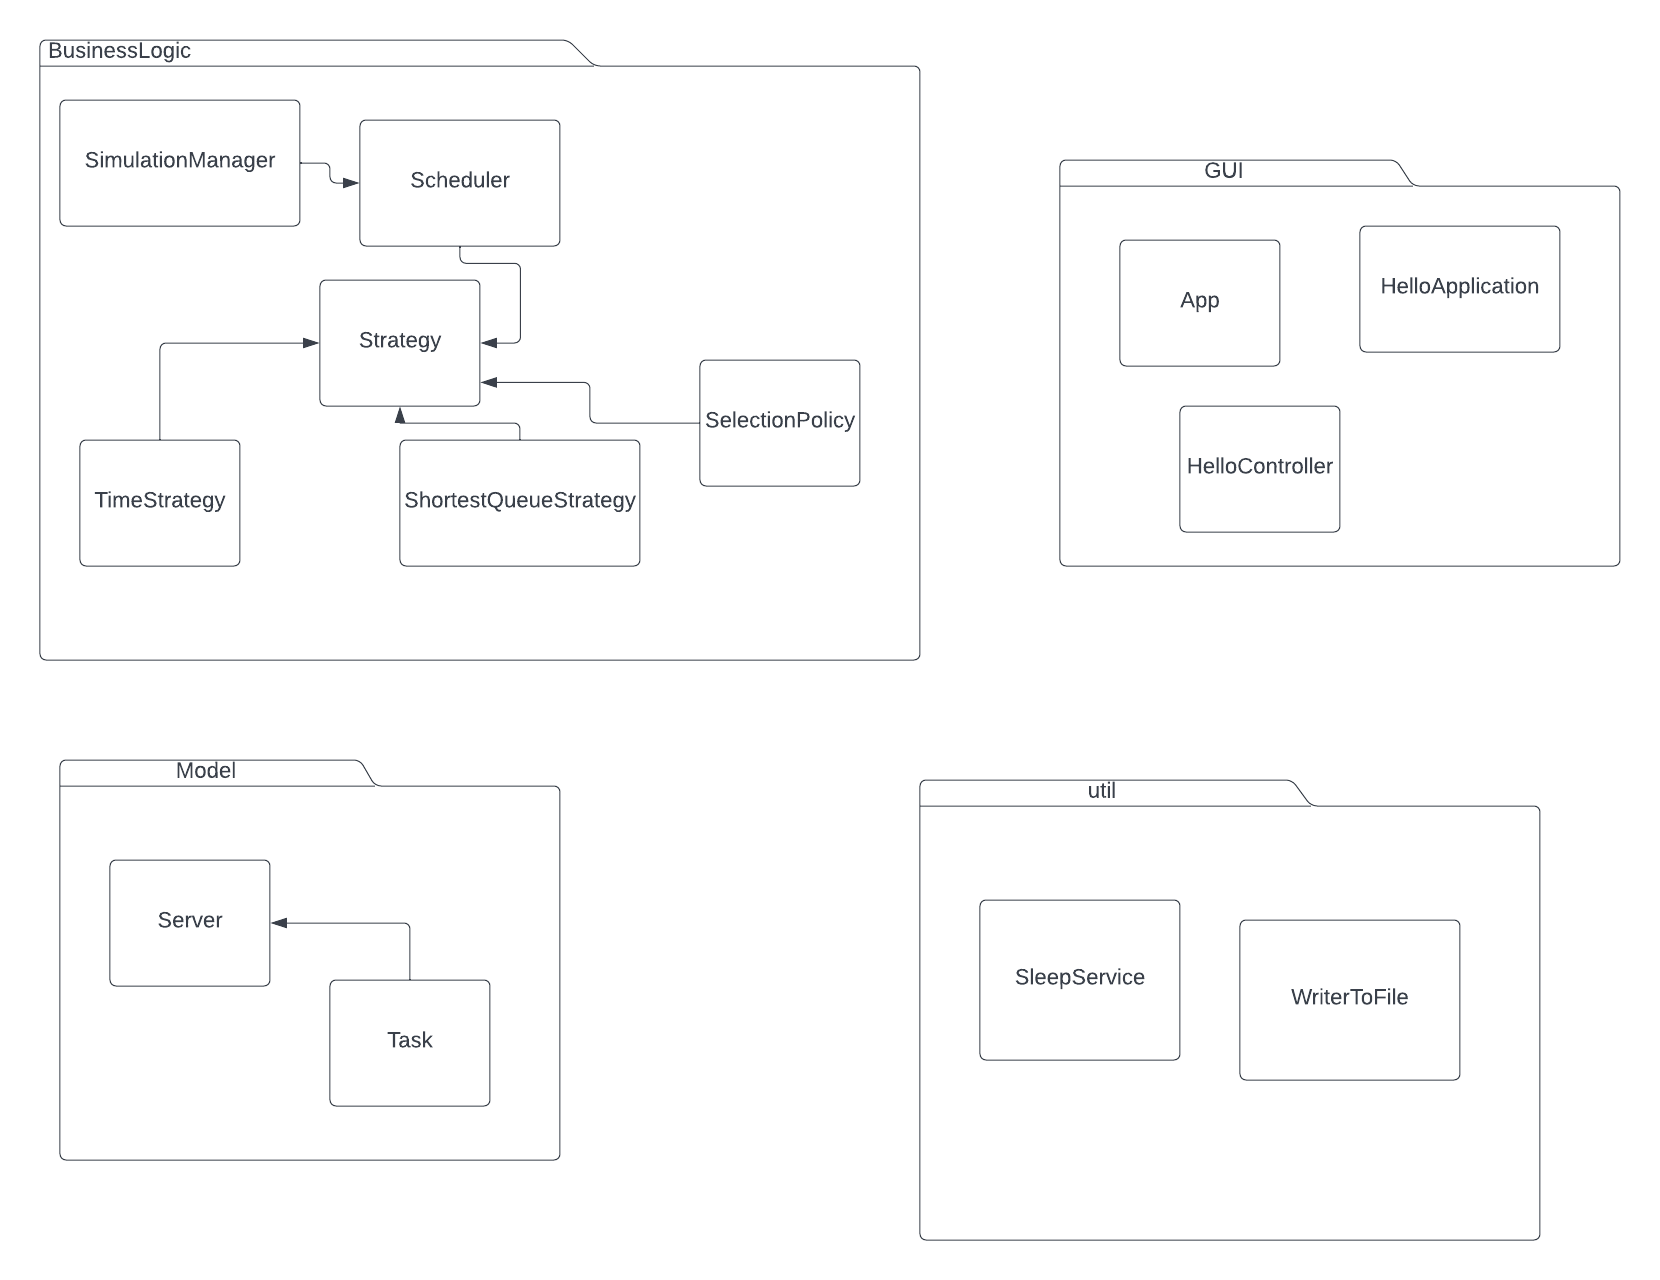 BusinessLogic
SimulationManager
Scheduler
Strategy
SelectionPolicy
TimeStrategy
ShortestQueueStrategy
GUI
App
HelloApplication
HelloController
Model
Server
Task
util
SleepService
WriterToFile